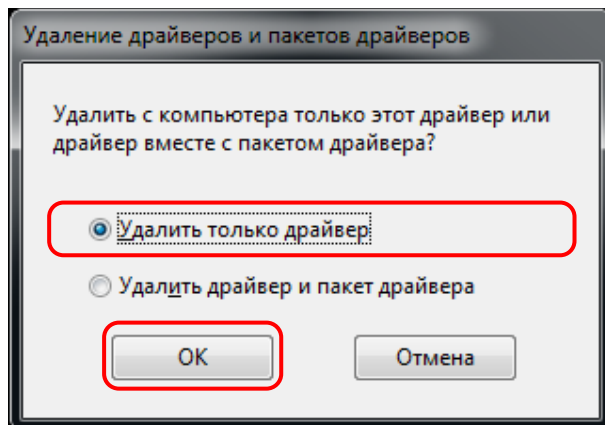 Удаление драйверов и пакетов драйверов
Удалить с компьютера только этот драйвер или
драйвер вместе с пакетом драйвера?
Удалить только драйвер
Удалить драйвер и пакет драйвера
ОК
Отмена